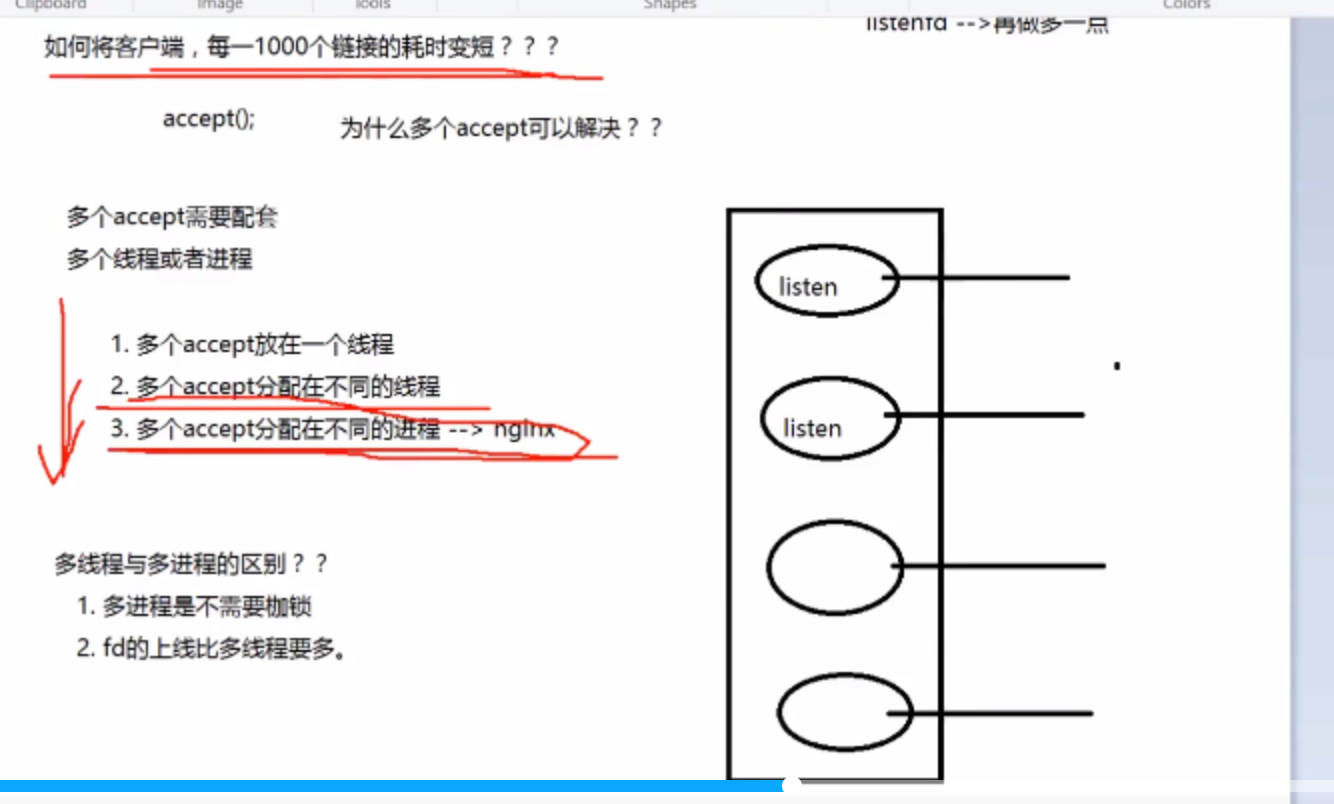 Clipboard
Image
Tools
Shapes
Colors
listenfd -->再做多一点
如何将客户端，每一1000个链接的耗时变短？？？
accept();
为什么多个accept可以解决？？
多个accept需要配套
多个线程或者进程
1. 多个accept放在一个线程
2. 多个accept分配在不同的线程
3. 多个accept分配在不同的进程 --> nginx
listen
listen
多线程与多进程的区别？？
1. 多进程是不需要枷锁
2. fd的上线比多线程要多。